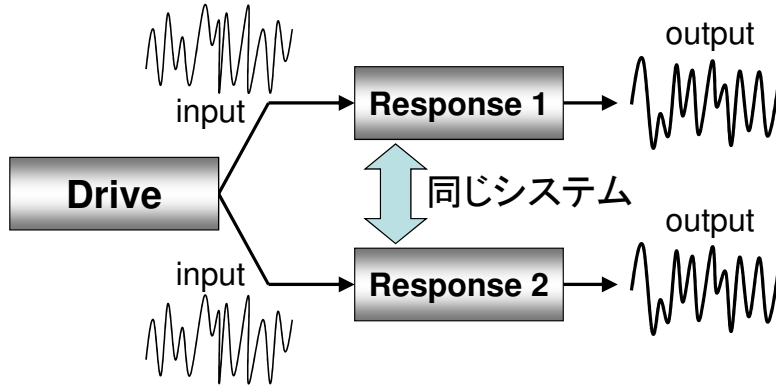 output
input
Response 1
Drive
同じシステム
output
input
Response 2